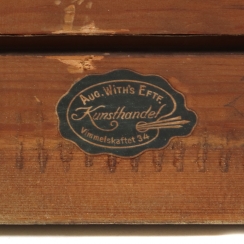 AUG. WITH'S EFTF.
Kunsthandel
Vimmelskaftet 34